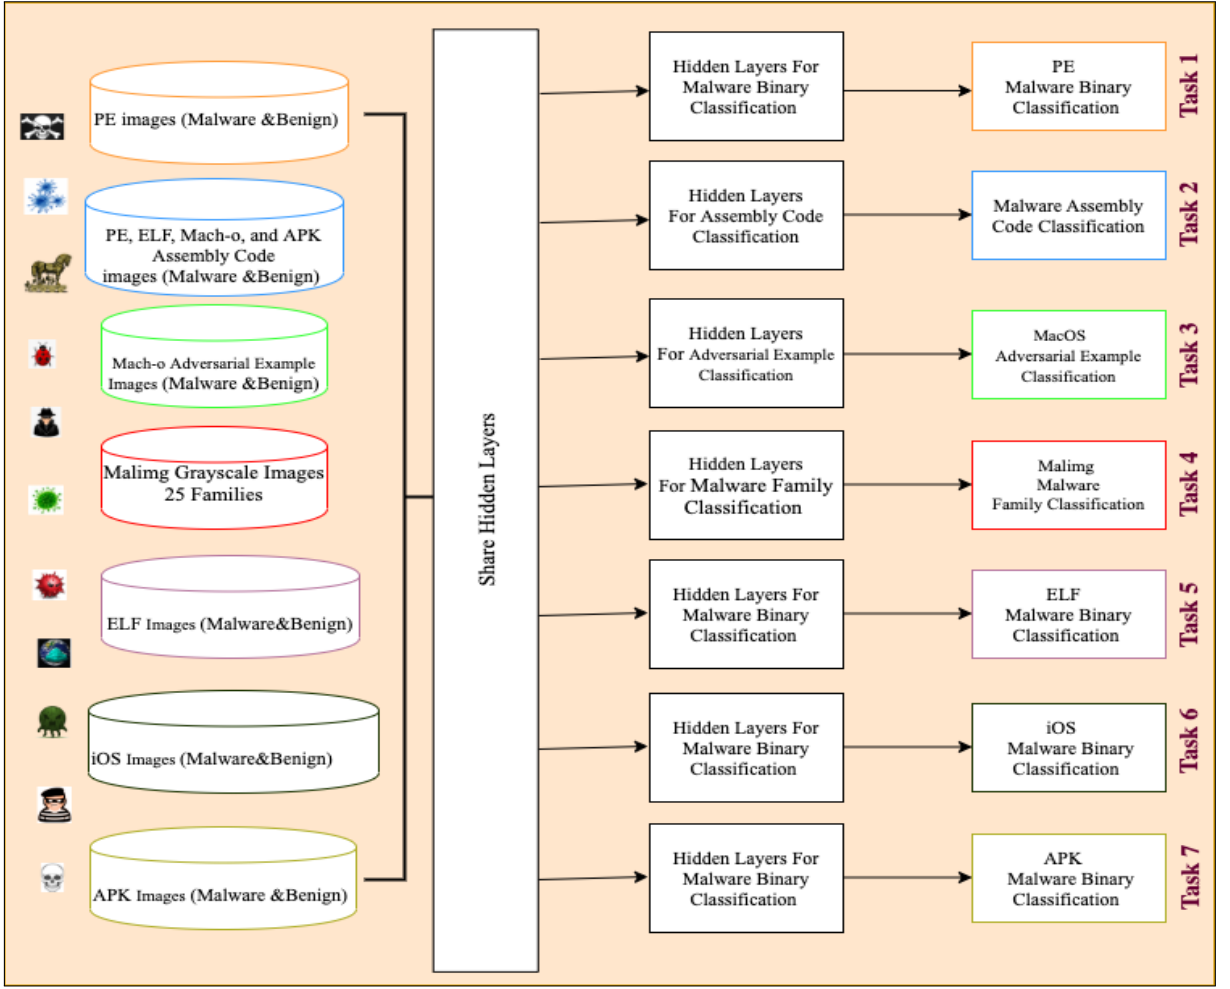 PE images (Malware &Benign)
PE, ELF, Mach-o, and APK
Assembly Code
images (Malware &Benign)
Mach-o Adversarial Example
Images (Malware &Benign)
Malimg Grayscale Images
25 Families
ELF Images (Malware&Benign)
iOS Images (Malware&Benign)
APK Images (Malware &Benign)
Share Hidden Layers
Hidden Layers For
Malware Binary
Classification
PE
Malware Binary
Classification
Task 1
Hidden Layers
For Assembly Code
Classification
Malware Assembly
Code Classification
Task 2
Hidden Layers
For Adversarial Example
Classification
MacOS
Adversarial Example
Classification
Task 3
Hidden Layers
For Malware Family
Classification
Malimg
Malware
Family Classification
Task 4
Hidden Layers For
Malware Binary
Classification
ELF
Malware Binary
Classification
Task 5
Hidden Layers For
Malware Binary
Classification
iOS
Malware Binary
Classification
Task 6
Hidden Layers For
Malware Binary
Classification
APK
Malware Binary
Classification
Task 7